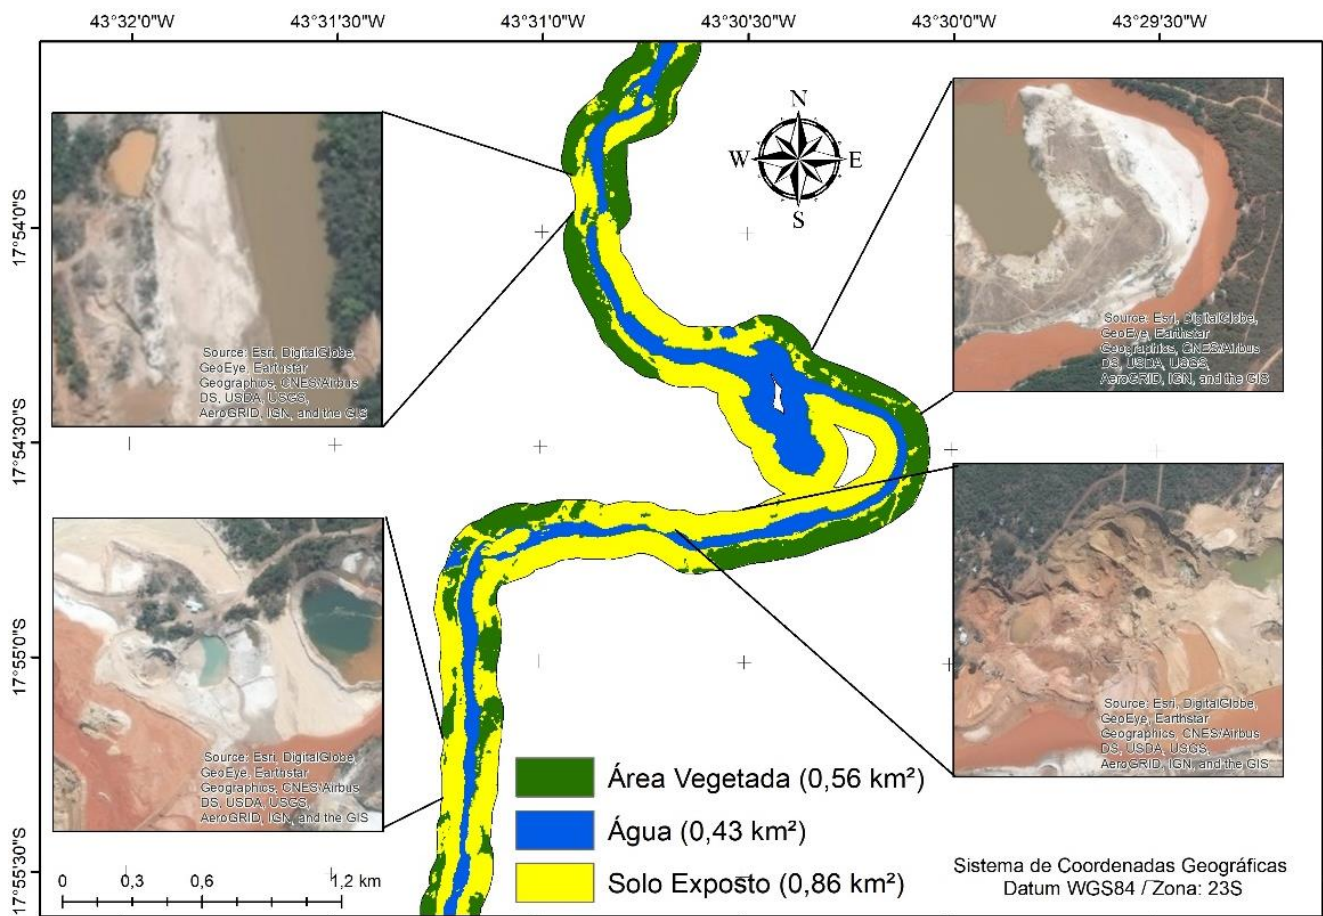 43°32'0"W
43°31'30"W
43°31'0"W
43°30'30"W
43°30'0"W
43°29'30"W
17°54'0"S
17°54'30"S
17°55'0"S
17°55'30"S
N
W
E
S
Source: Esri, DigitalGlobe,
GeoEye, Earthstar
Geographics, CNES/Airbus
DS, USDA, USGS,
AeroGRID, IGN, and the GIS
Source: Esri, DigitalGlobe,
GeoEye, Earthstar
Geographics, CNES/Airbus
DS, USDA, USGS,
AeroGRID, IGN, and the GIS
Source: Esri, DigitalGlobe,
GeoEye, Earthstar
Geographics, CNES/Airbus
DS, USDA, USGS,
AeroGRID, IGN, and the GIS
Source: Esri, DigitalGlobe,
GeoEye, Earthstar
Geographics, CNES/Airbus
DS, USDA, USGS,
AeroGRID, IGN, and the GIS
Área Vegetada (0,56 km²)
Água (0,43 km²)
Solo Exposto (0,86 km²)
0 0,3 0,6 1,2 km
Sistema de Coordenadas Geográficas
Datum WGS84 / Zona: 23S